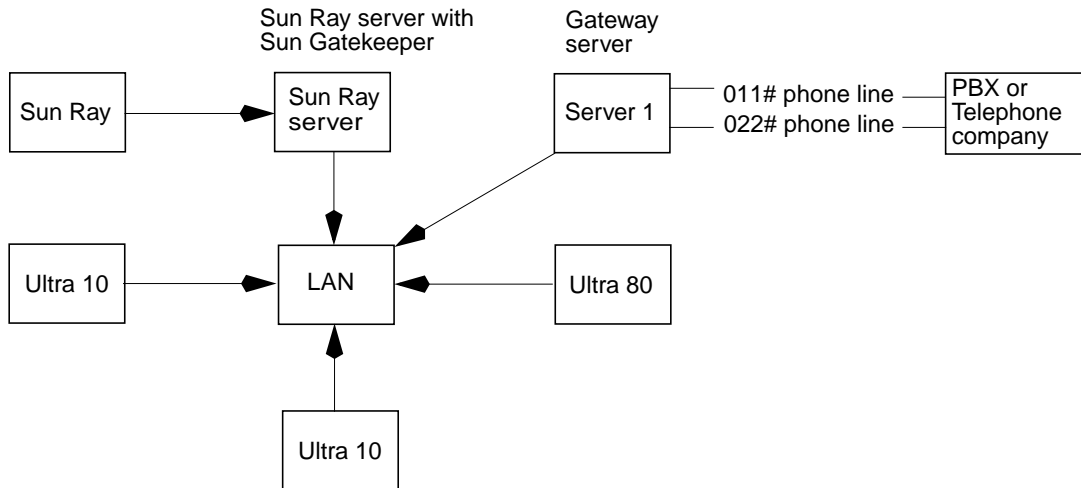 Sun Ray server with
Sun Gatekeeper
Gateway
server
Sun Ray
Sun Ray
server
Server 1
011# phone line
022# phone line
PBX or
Telephone
company
Ultra 10
LAN
Ultra 80
Ultra 10